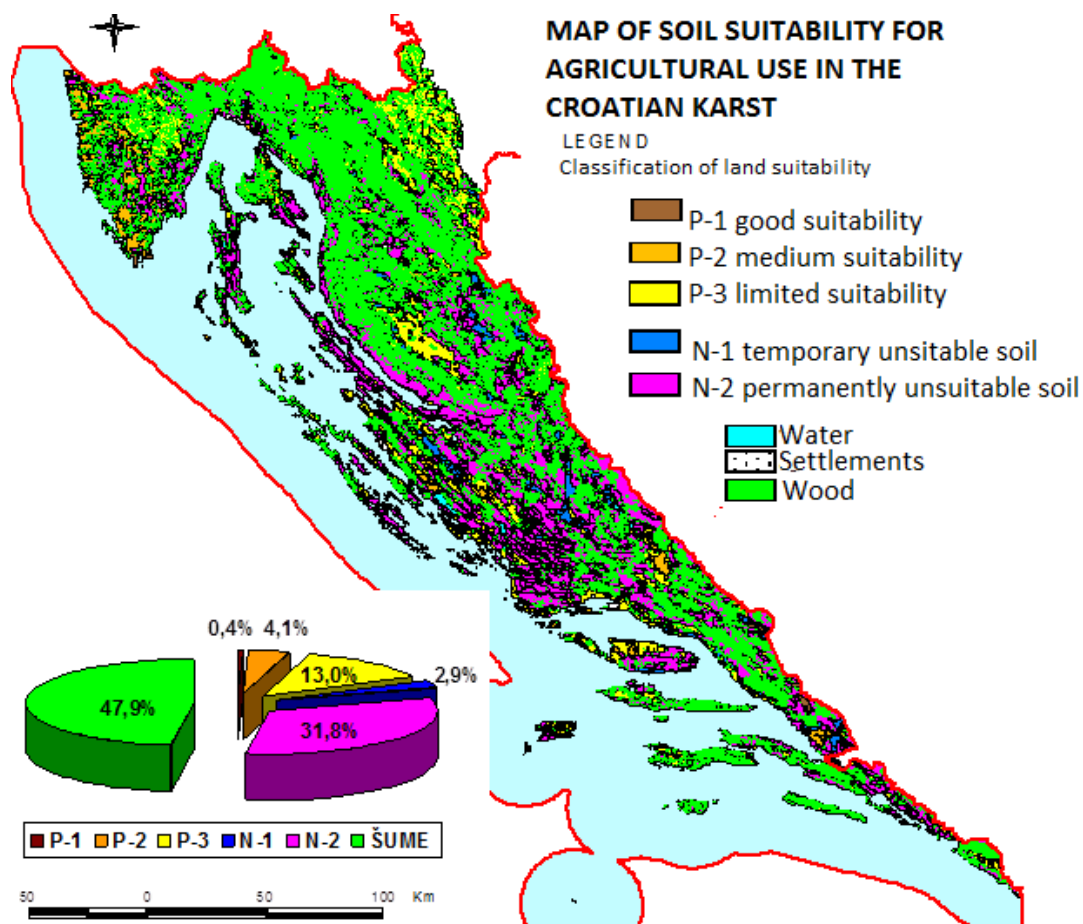 MAP OF SOIL SUITABILITY FOR
AGRICULTURAL USE IN THE
CROATIAN KARST
LEGEND
Classification of land suitability
P-1 good suitability
P-2 medium suitability
P-3 limited suitability
N-1 temporary unsitable soil
N-2 permanently unsuitable soil
Water
Settlements
Wood
0,4% 4,1%
13,0% 2,9%
47,9%
31,8%
P-1 P-2 P-3 N-1 N-2 ŠUME
50 0 50 100 Km